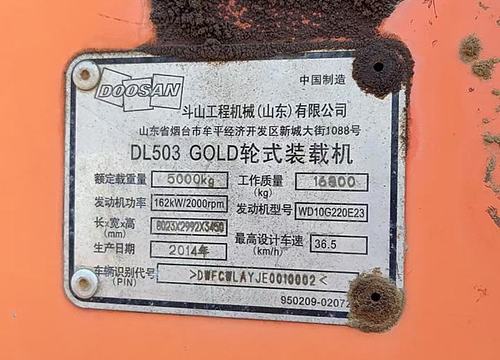 DOOSAN
中国制造
斗山工程机械(山东)有限公司
山东省烟台市牟平经济开发区新城大街1088号
DL503 GOLD轮式装载机
额定载重量 5000kg 工作质量(kg) 16800
发动机功率 162kW/2000rpm 发动机型号 WD10G220E23
长×宽×高(mm) 8023X2992X3450
生产日期 2014年 最高设计车速(km/h) 36.5
车辆识别代号(PIN) >DWFCWLAYJE0010002<
950209-02072